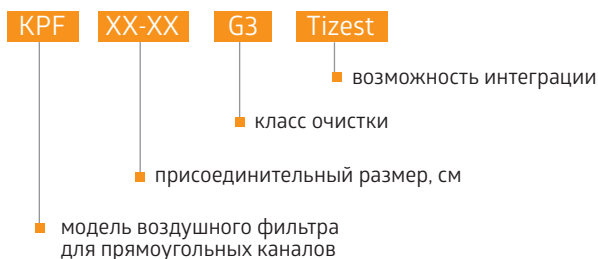 KPF XX-XX G3 Tizest
возможность интеграции
класс очистки
присоединительный размер, см
модель воздушного фильтра
для прямоугольных каналов